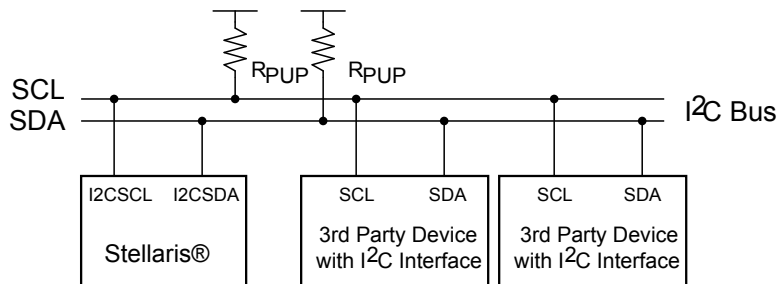 RPUP
RPUP
SCL
SDA
I2C Bus
I2CSCL
I2CSDA
SCL
SDA
SCL
SDA
Stellaris®
3rd Party Device
with I2C Interface
3rd Party Device
with I2C Interface